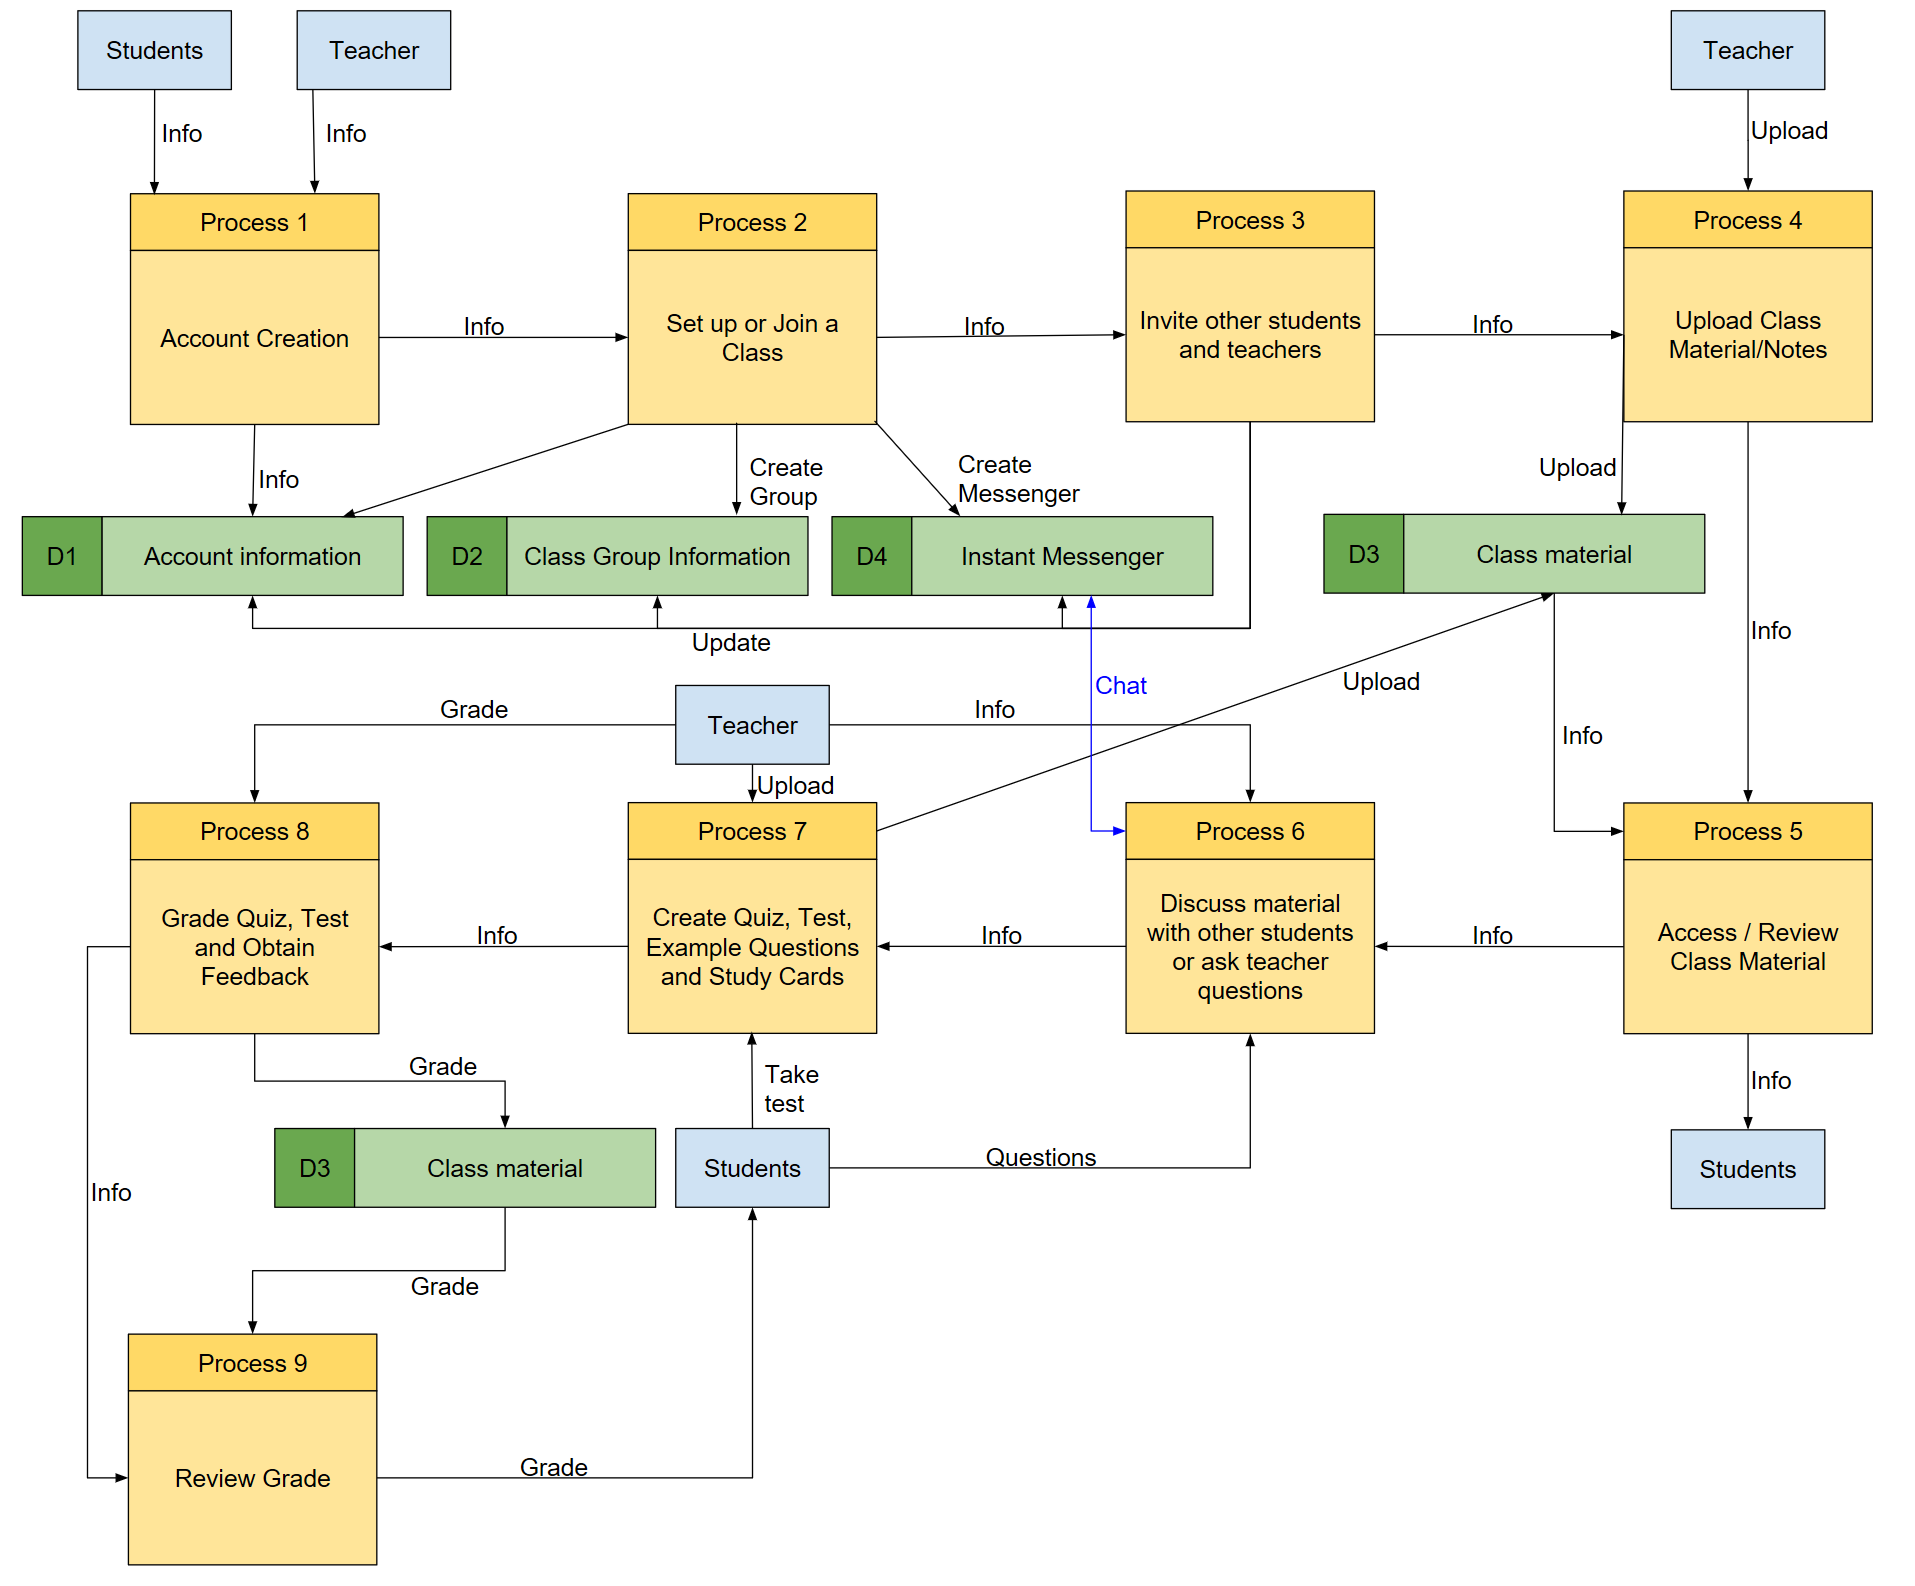 Students
Teacher
Teacher
Info
Info
Upload
Process 1
Process 2
Process 3
Process 4
Account Creation
Info
Set up or Join a
Class
Info
Invite other students
and teachers
Info
Upload Class
Material/Notes
Info
Create
Group
Create
Messenger
Upload
D1
Account information
D2
Class Group Information
D4
Instant Messenger
D3
Class material
Update
Info
Chat
Upload
Grade
Teacher
Info
Info
Upload
Process 8
Process 7
Process 6
Process 5
Grade Quiz, Test
and Obtain
Feedback
Info
Create Quiz, Test,
Example Questions
and Study Cards
Info
Discuss material
with other students
or ask teacher
questions
Info
Access / Review
Class Material
Grade
Take
test
Info
D3
Class material
Students
Questions
Students
Info
Grade
Process 9
Review Grade
Grade